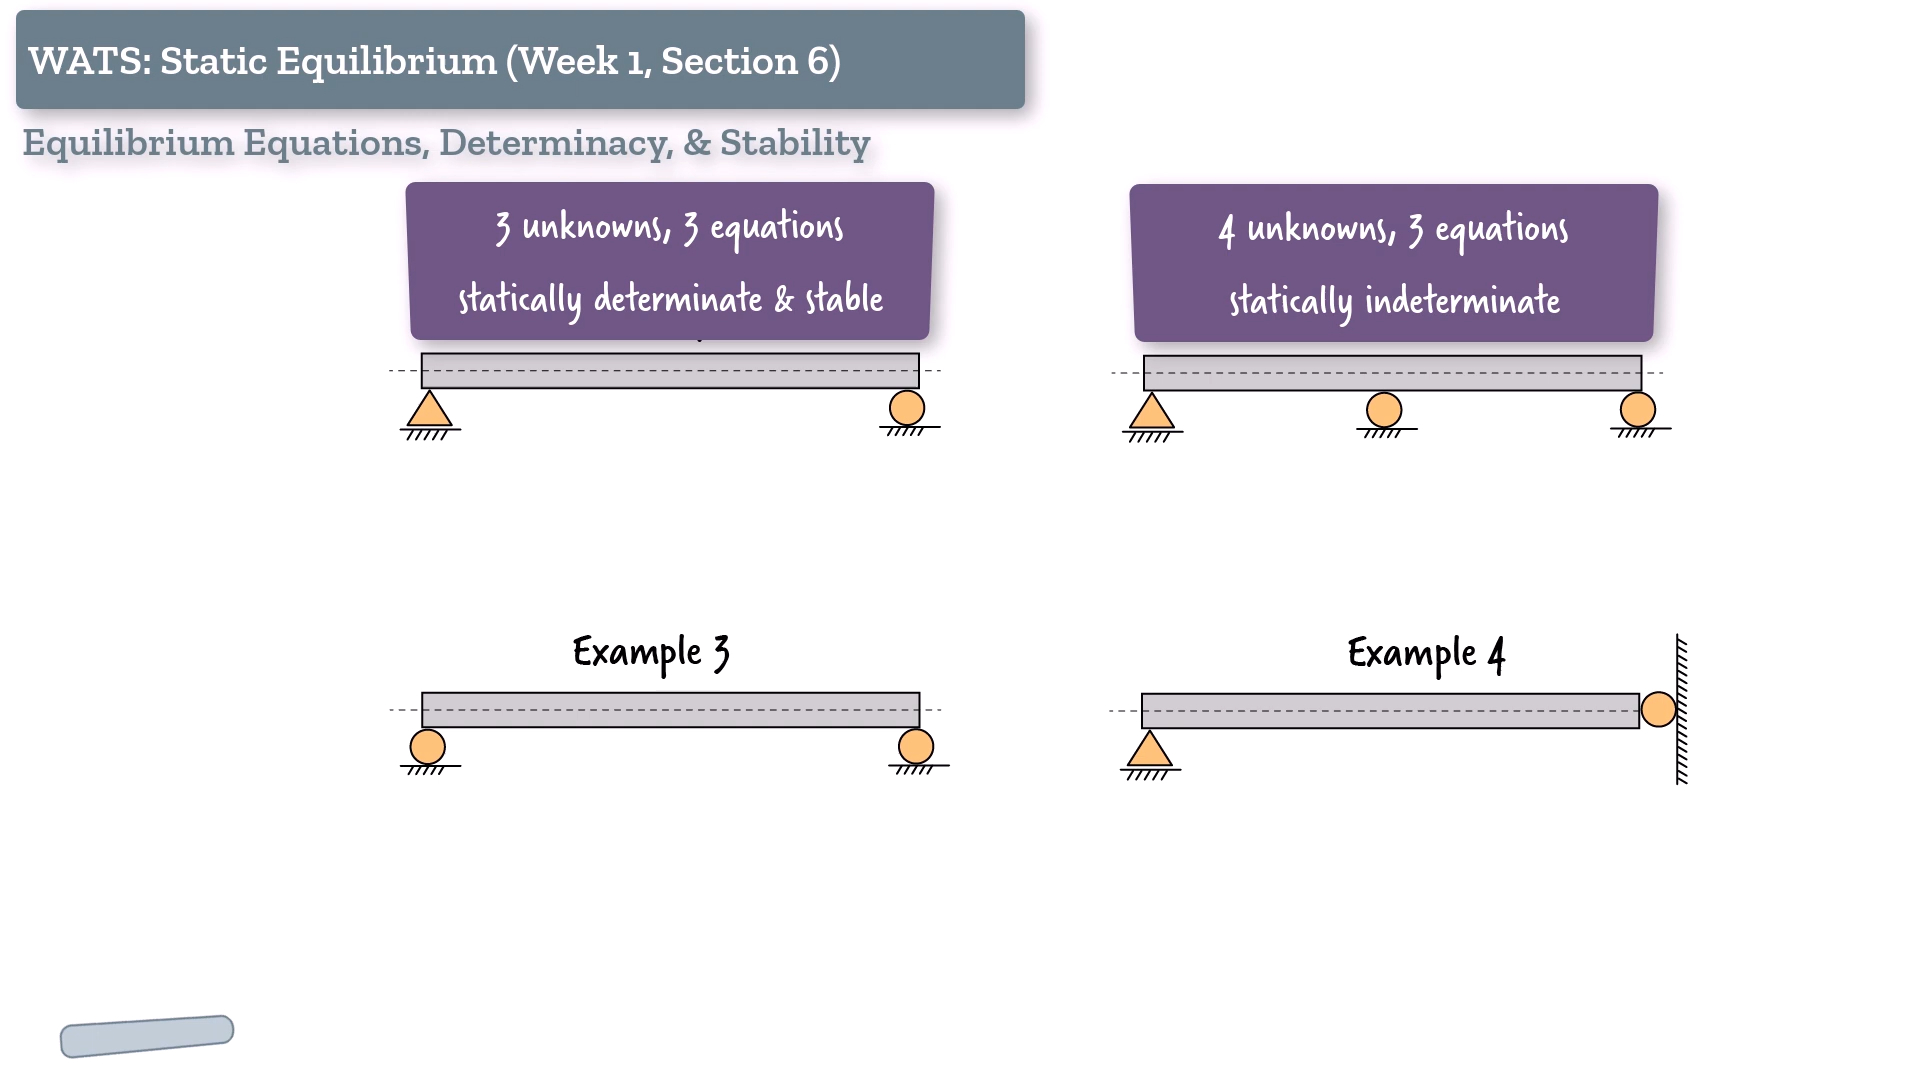 WATS: Static Equilibrium (Week 1, Section 6)
Equilibrium Equations, Determinacy, & Stability
3 unknowns, 3 equations
statically determinate & stable
4 unknowns, 3 equations
statically indeterminate
Example 3
Example 4